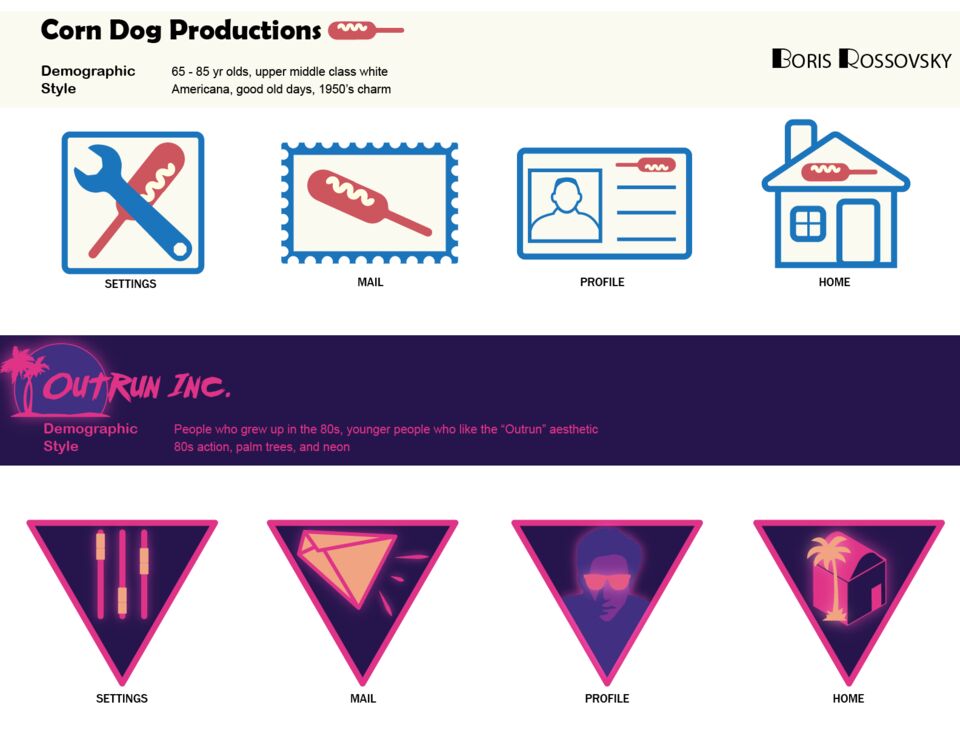 Corn Dog Productions
Boris Rossovsky
Demographic 65 - 85 yr olds, upper middle class white
Style Americana, good old days, 1950's charm
SETTINGS MAIL PROFILE HOME
OutRun Inc.
Demographic People who grew up in the 80s, younger people who like the “Outrun” aesthetic
Style 80s action, palm trees, and neon
SETTINGS MAIL PROFILE HOME